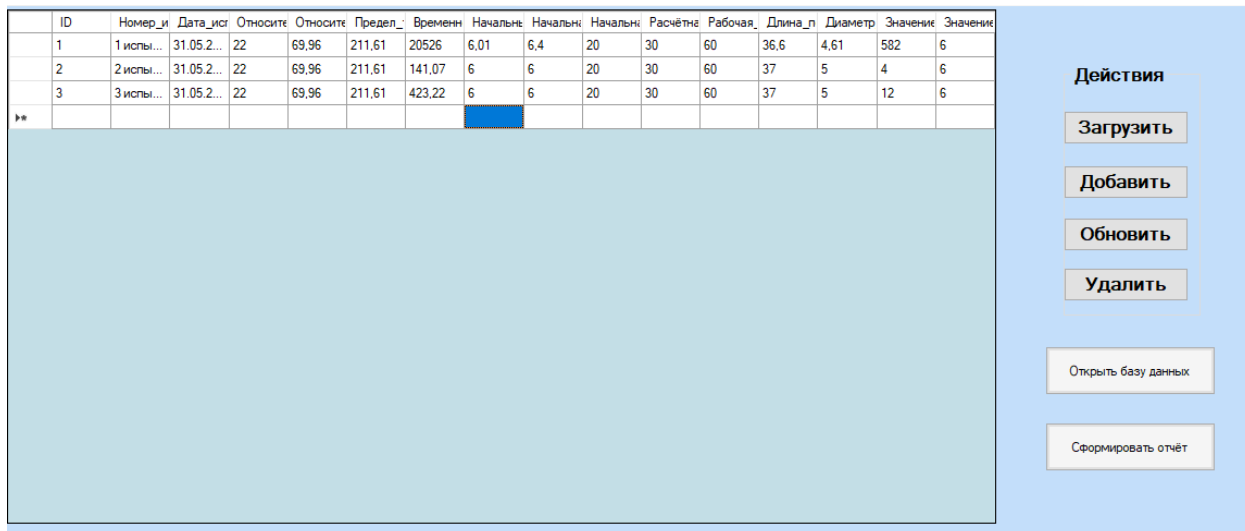 ID Номер_и Дата_исг Относите Относите Предел_ Временн Начальнь Начальна Начальна Расчётна Рабочая_ Длина_п Диаметр Значение Значение
1 1 испы... 31.05.2... 22 69,96 211,61 20526 6,01 6,4 20 30 60 36,6 4,61 582 6
2 2 испы... 31.05.2... 22 69,96 211,61 141,07 6 6 20 30 60 37 5 4 6
3 3 испы... 31.05.2... 22 69,96 211,61 423,22 6 6 20 30 60 37 5 12 6
Действия
Загрузить
Добавить
Обновить
Удалить
Открыть базу данных
Сформировать отчёт